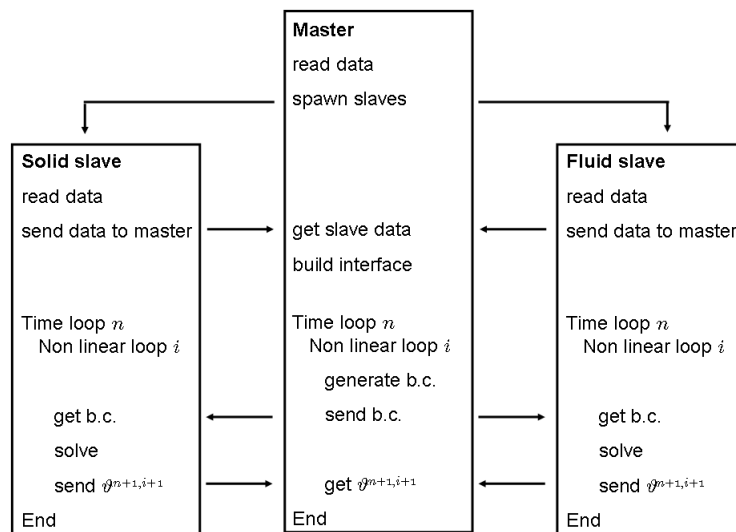 Master
read data
spawn slaves
get slave data
build interface
Time loop n
Non linear loop i
generate b.c.
send b.c.
get ϑⁿ⁺¹,ⁱ⁺¹
End
Solid slave
read data
send data to master
Time loop n
Non linear loop i
get b.c.
solve
send ϑⁿ⁺¹,ⁱ⁺¹
End
Fluid slave
read data
send data to master
Time loop n
Non linear loop i
get b.c.
solve
send ϑⁿ⁺¹,ⁱ⁺¹
End